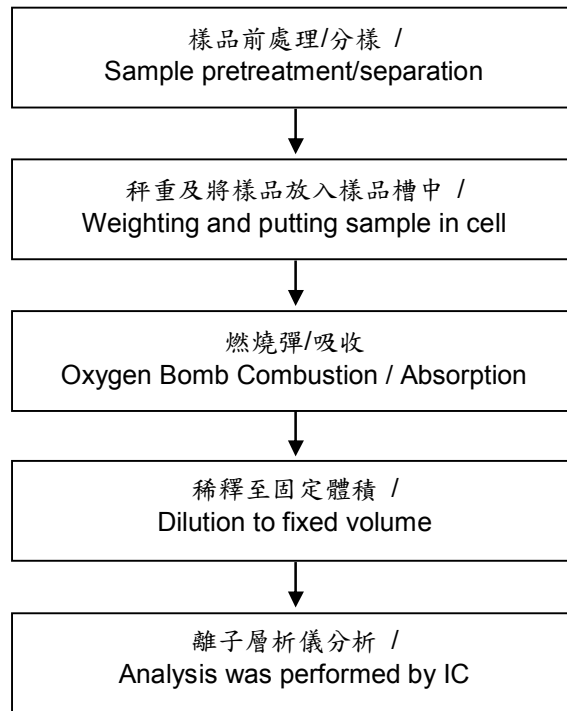 樣品前處理/分樣 /
Sample pretreatment/separation
秤重及將樣品放入樣品槽中 /
Weighting and putting sample in cell
燃燒彈/吸收
Oxygen Bomb Combustion / Absorption
稀釋至固定體積 /
Dilution to fixed volume
離子層析儀分析 /
Analysis was performed by IC